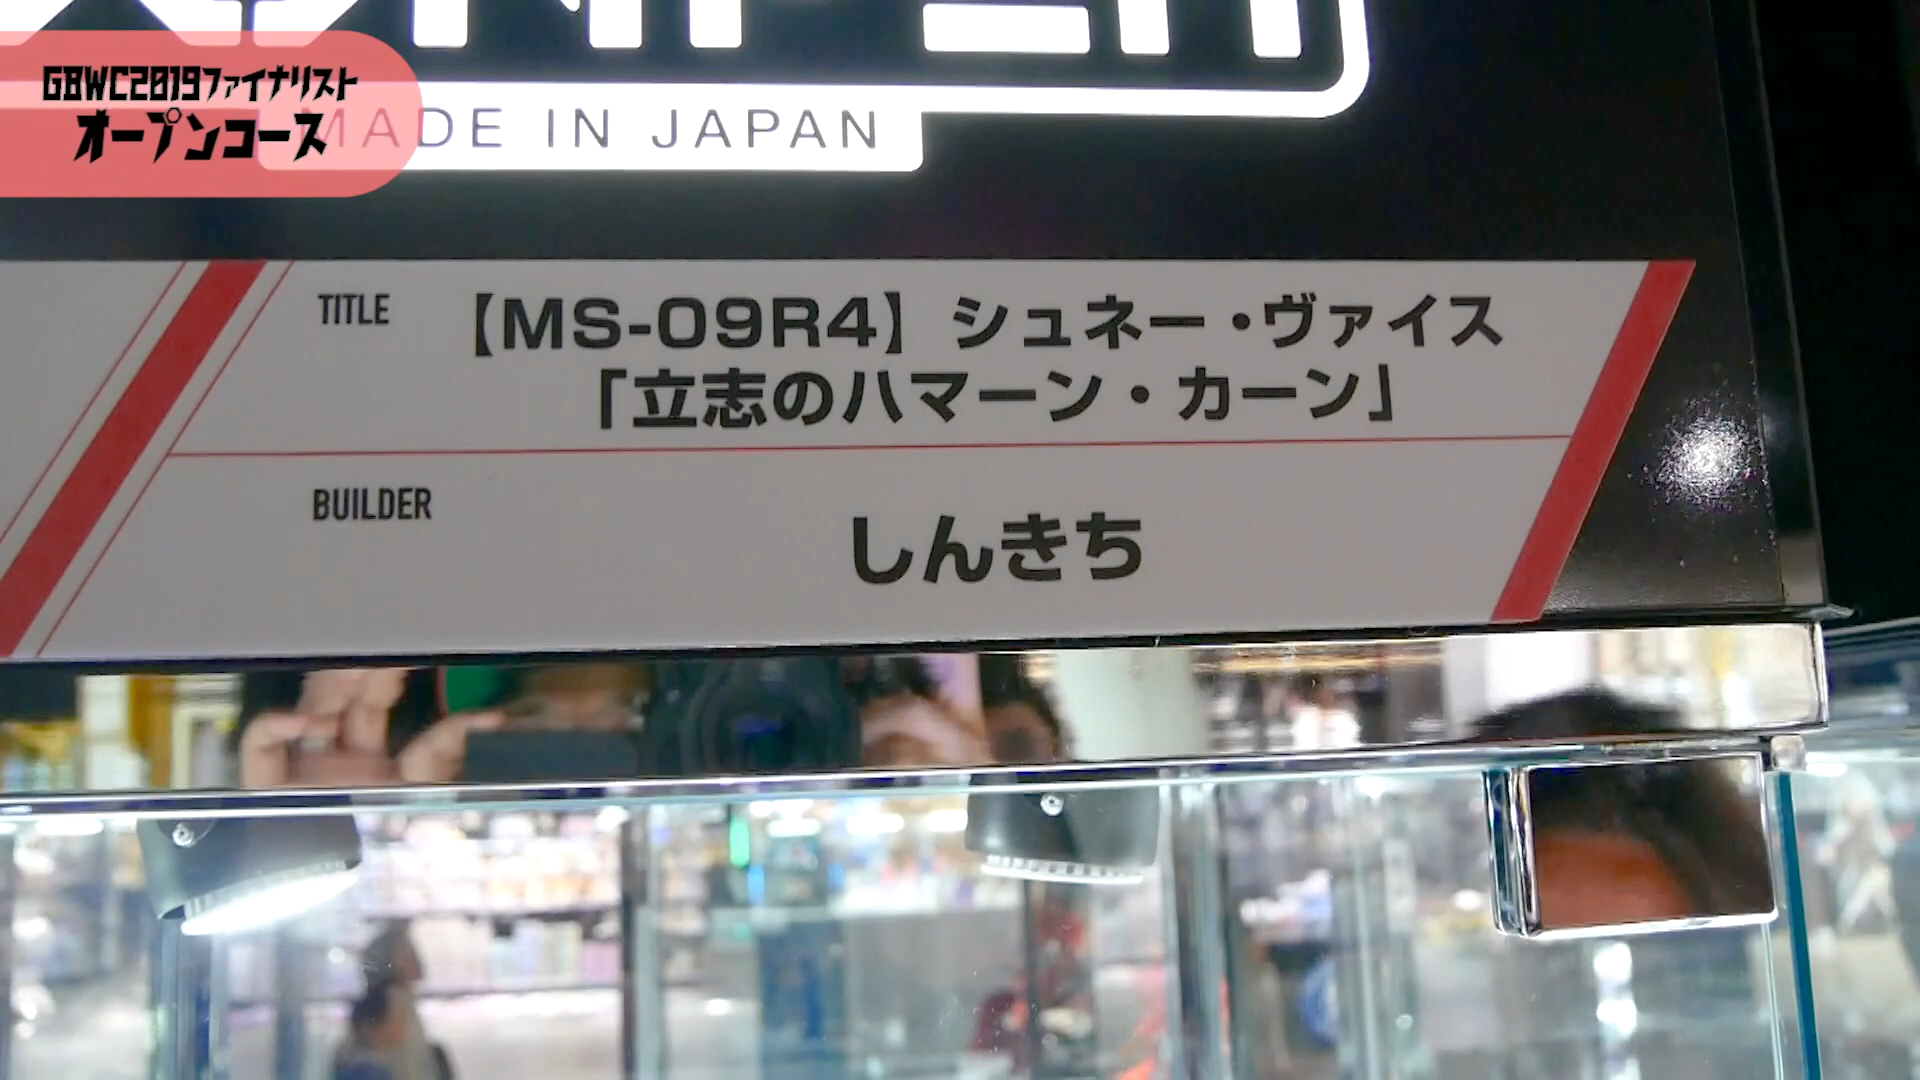 GBWC2019ファイナリスト
オープンコース
MADE IN JAPAN
TITLE
【MS-09R4】シュネー・ヴァイス
「立志のハマーン・カーン」
BUILDER
しんきち